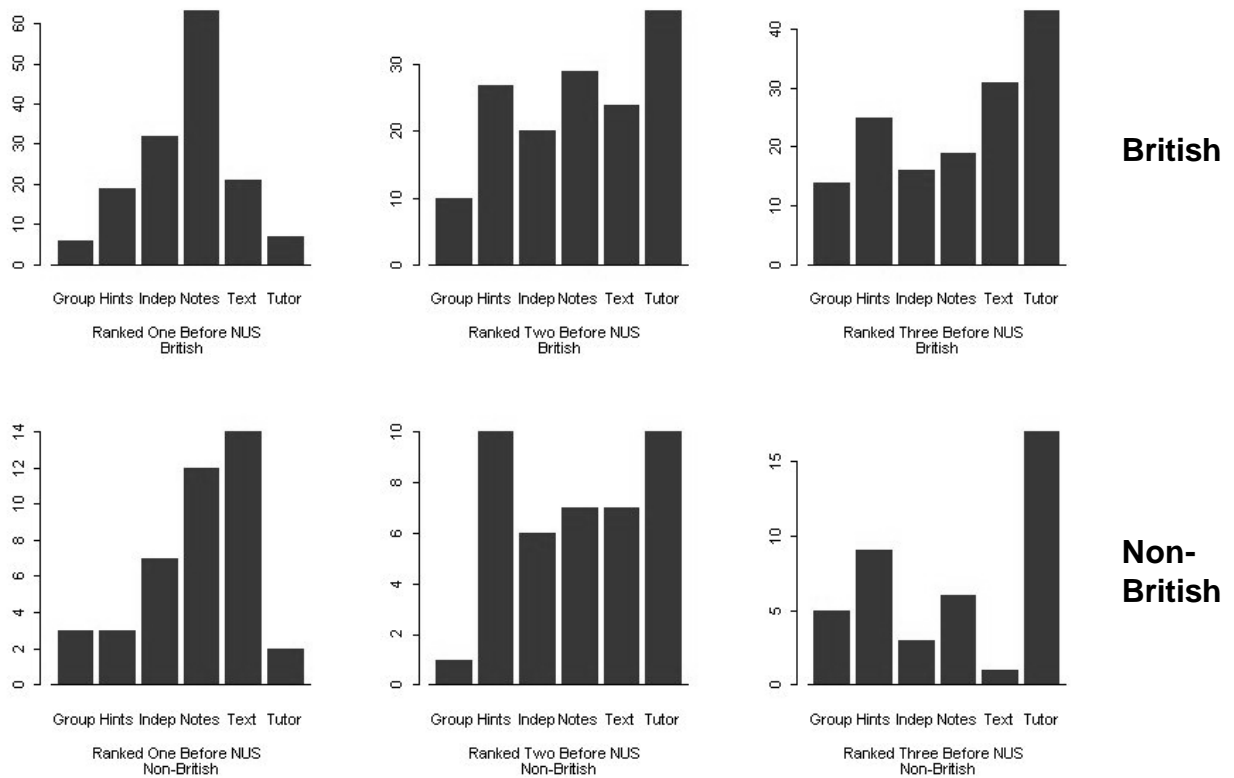 60
50
40
30
20
10
0
Group Hints Indep Notes Text Tutor
Ranked One Before NUS
British
30
20
10
0
Group Hints Indep Notes Text Tutor
Ranked Two Before NUS
British
40
30
20
10
0
Group Hints Indep Notes Text Tutor
Ranked Three Before NUS
British
British
14
12
10
8
6
4
2
0
Group Hints Indep Notes Text Tutor
Ranked One Before NUS
Non-British
10
8
6
4
2
0
Group Hints Indep Notes Text Tutor
Ranked Two Before NUS
Non-British
15
10
5
0
Group Hints Indep Notes Text Tutor
Ranked Three Before NUS
Non-British
Non-
British